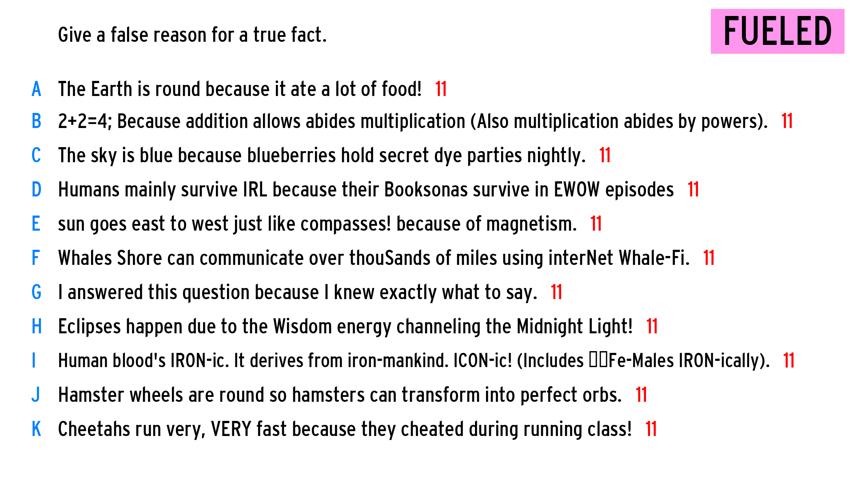 Give a false reason for a true fact.
FUELED
A The Earth is round because it ate a lot of food! 11
B 2+2=4; Because addition allows abides multiplication (Also multiplication abides by powers). 11
C The sky is blue because blueberries hold secret dye parties nightly. 11
D Humans mainly survive IRL because their Booksonas survive in EWOW episodes 11
E sun goes east to west just like compasses! because of magnetism. 11
F Whales Shore can communicate over thouSands of miles using interNet Whale-Fi. 11
G I answered this question because I knew exactly what to say. 11
H Eclipses happen due to the Wisdom energy channeling the Midnight Light! 11
I Human blood's IRON-ic. It derives from iron-mankind. ICON-ic! (Includes Fe-Males IRON-ically). 11
J Hamster wheels are round so hamsters can transform into perfect orbs. 11
K Cheetahs run very, VERY fast because they cheated during running class! 11